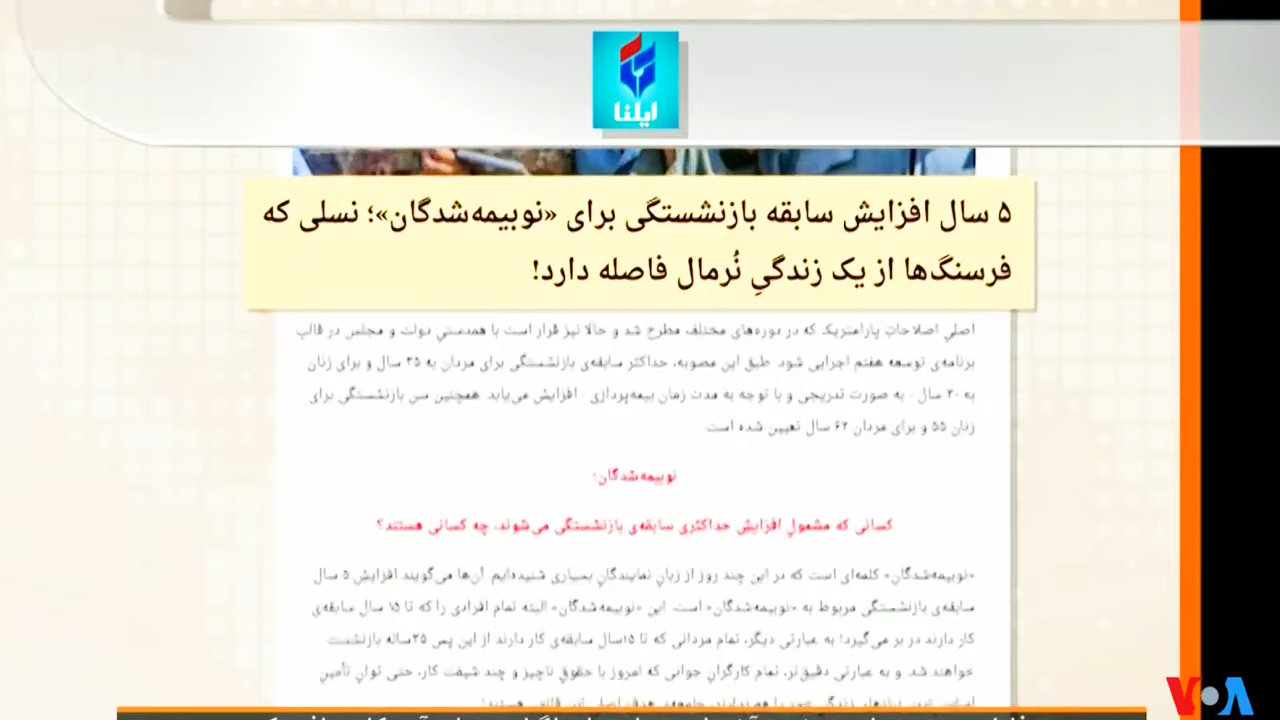 ایلنا
۵ سال افزایش سابقه بازنشستگی برای «نوبیمه‌شدگان»؛ نسلی که
فرسنگ‌ها از یک زندگیِ نُرمال فاصله دارد!
اصلیِ اصلاحاتِ پارامتریک که در دوره‌های مختلف مطرح شد و حالا نیز قرار است با همدستیِ دولت و مجلس در قالب
برنامه‌ی توسعه هفتم اجرایی شود. طبق این مصوبه، حداکثر سابقه‌ی بازنشستگی برای مردان به ۳۵ سال و برای زنان
به ۳۰ سال - به صورت تدریجی و با توجه به مدت زمان بیمه‌پردازی - افزایش می‌یابد. همچنین سن بازنشستگی برای
زنان ۵۵ و برای مردان ۶۲ سال تعیین شده است.
نوبیمه‌شدگان؛
کسانی که مشمولِ افزایشِ حداکثری سابقه‌ی بازنشستگی می‌شوند، چه کسانی هستند؟
«نوبیمه‌شدگان» کلمه‌ای است که در این چند روز از زبانِ نمایندگانِ بسیاری شنیده‌ایم. آن‌ها می‌گویند افزایش ۵ سال
سابقه‌ی بازنشستگی مربوط به «نوبیمه‌شدگان» است. این «نوبیمه‌شدگان» البته تمام افرادی را که تا ۱۵ سال سابقه‌ی
کار دارند در بر می‌گیرد؛ به عبارتی دیگر، تمام مردانی که تا ۱۵سال سابقه‌ی کار دارند از این پس ۳۵ساله بازنشست
خواهند شد. و به عبارتی دقیق‌تر، تمام کارگرانِ جوانی که امروز با حقوقِ ناچیز و چند شیفت کار، حتی توانِ تأمینِ
VOA